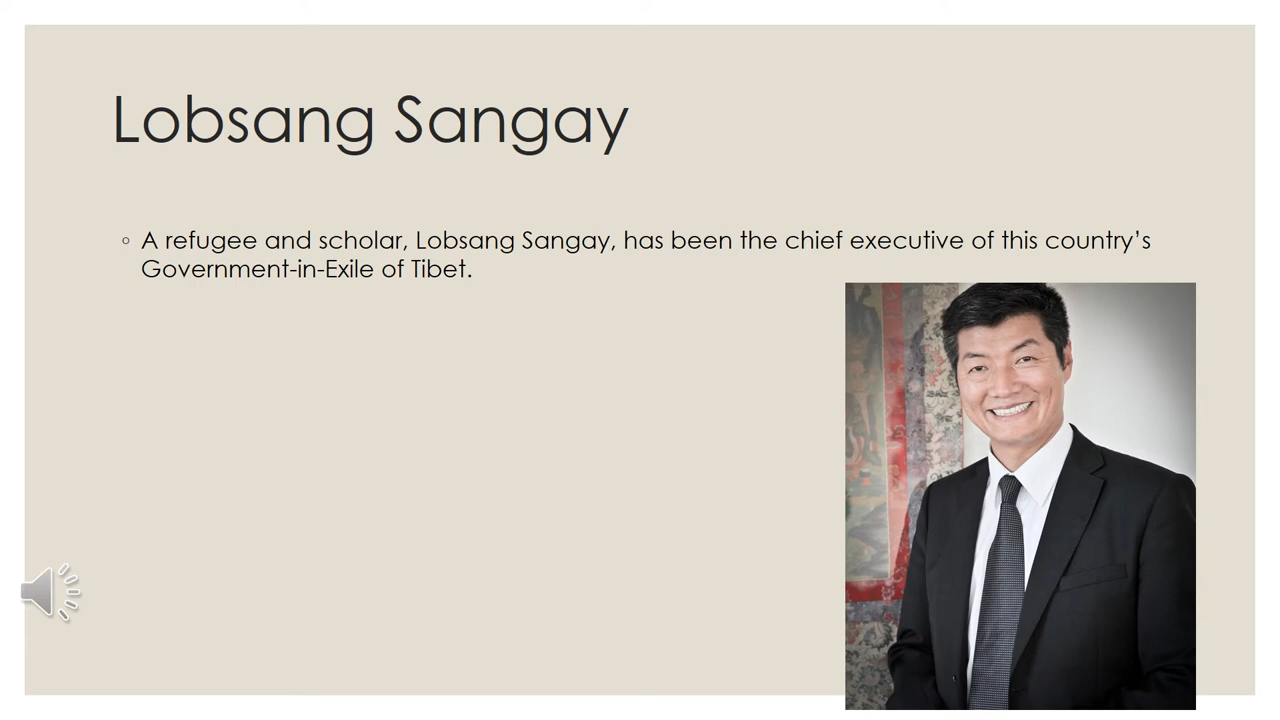 Lobsang Sangay
◦ A refugee and scholar, Lobsang Sangay, has been the chief executive of this country’s
Government-in-Exile of Tibet.